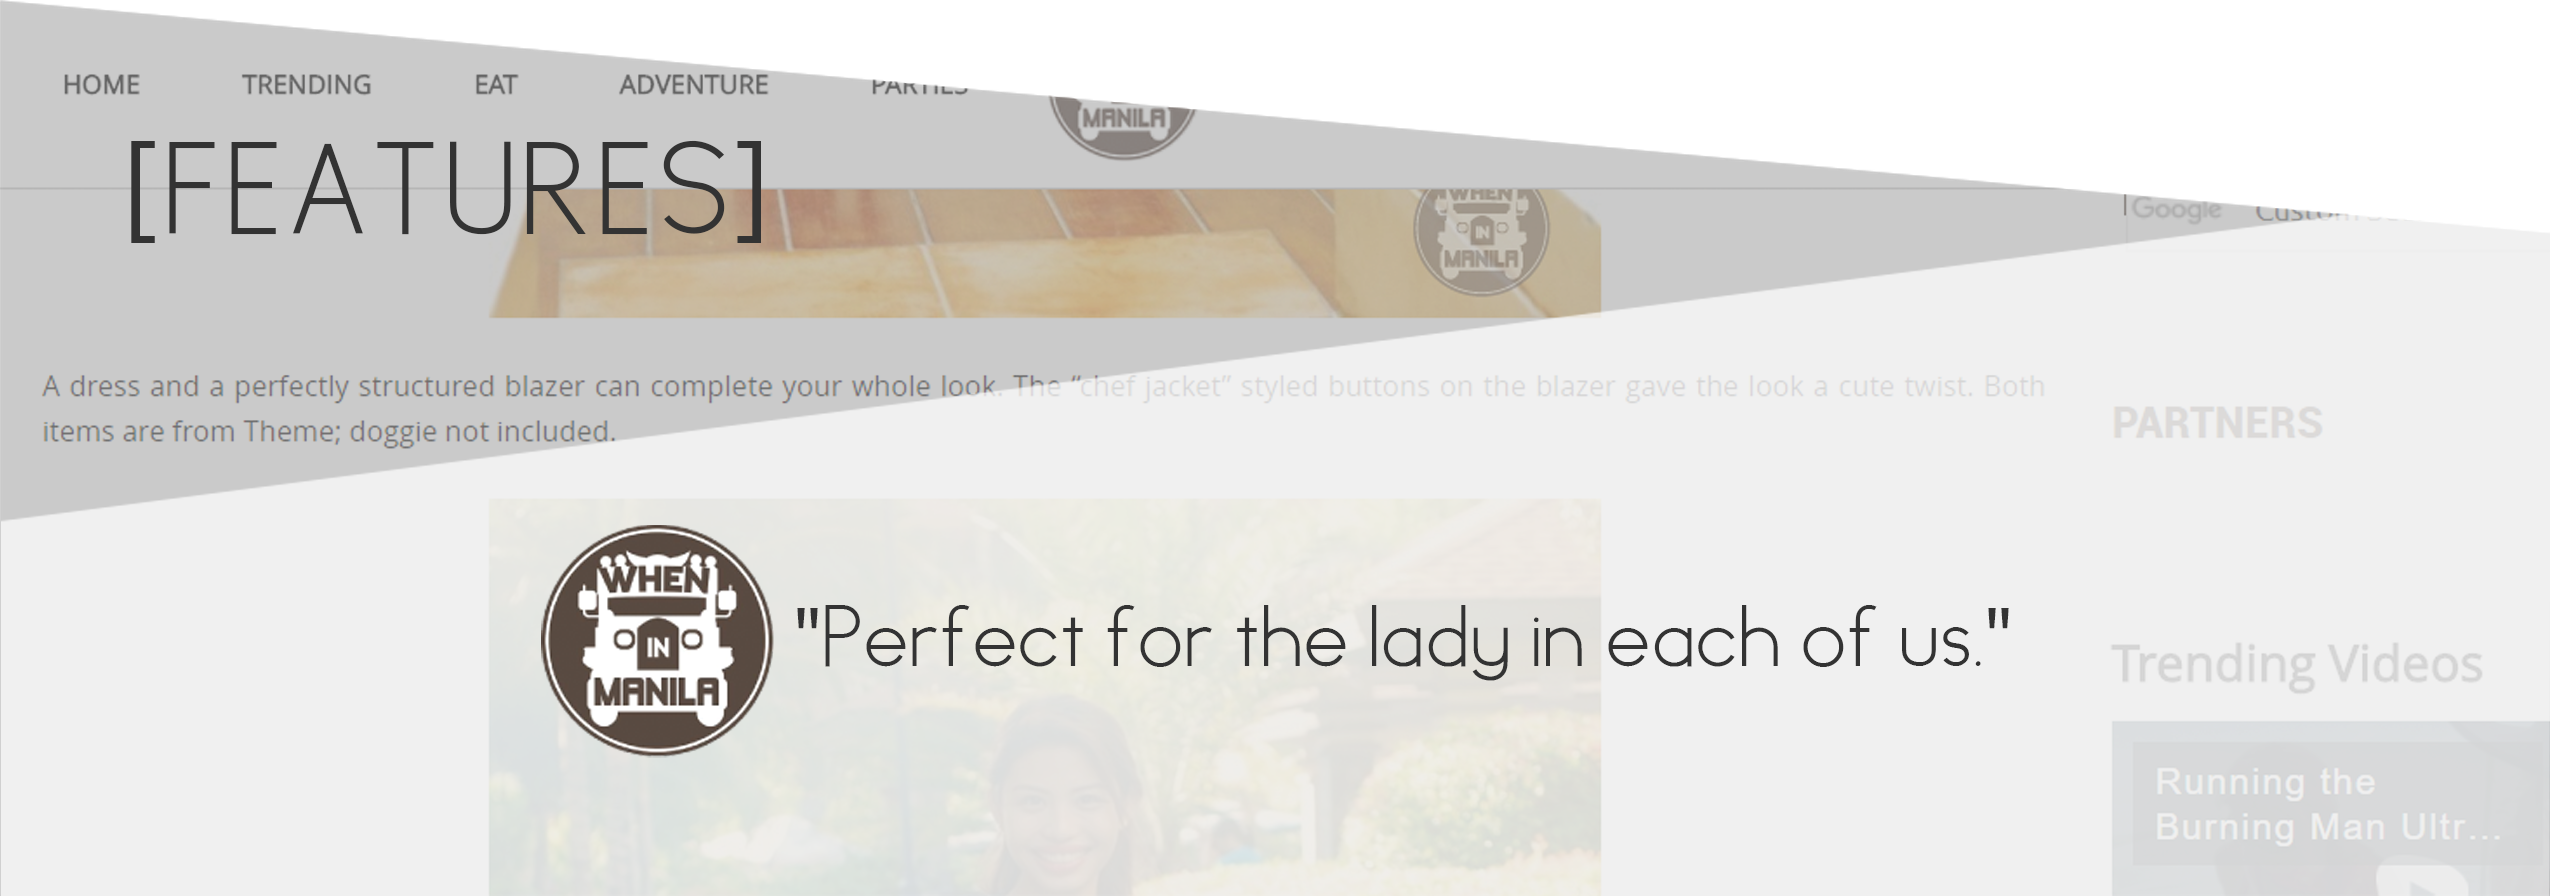 HOME TRENDING EAT ADVENTURE PARTIES
MANILA
[FEATURES]
WHEN
IN
MANILA
Google Custom
A dress and a perfectly structured blazer can complete your whole look. The “chef jacket” styled buttons on the blazer gave the look a cute twist. Both
items are from Theme; doggie not included.
PARTNERS
WHEN
IN
MANILA
"Perfect for the lady in each of us."
Trending Videos
Running the
Burning Man Ultr...